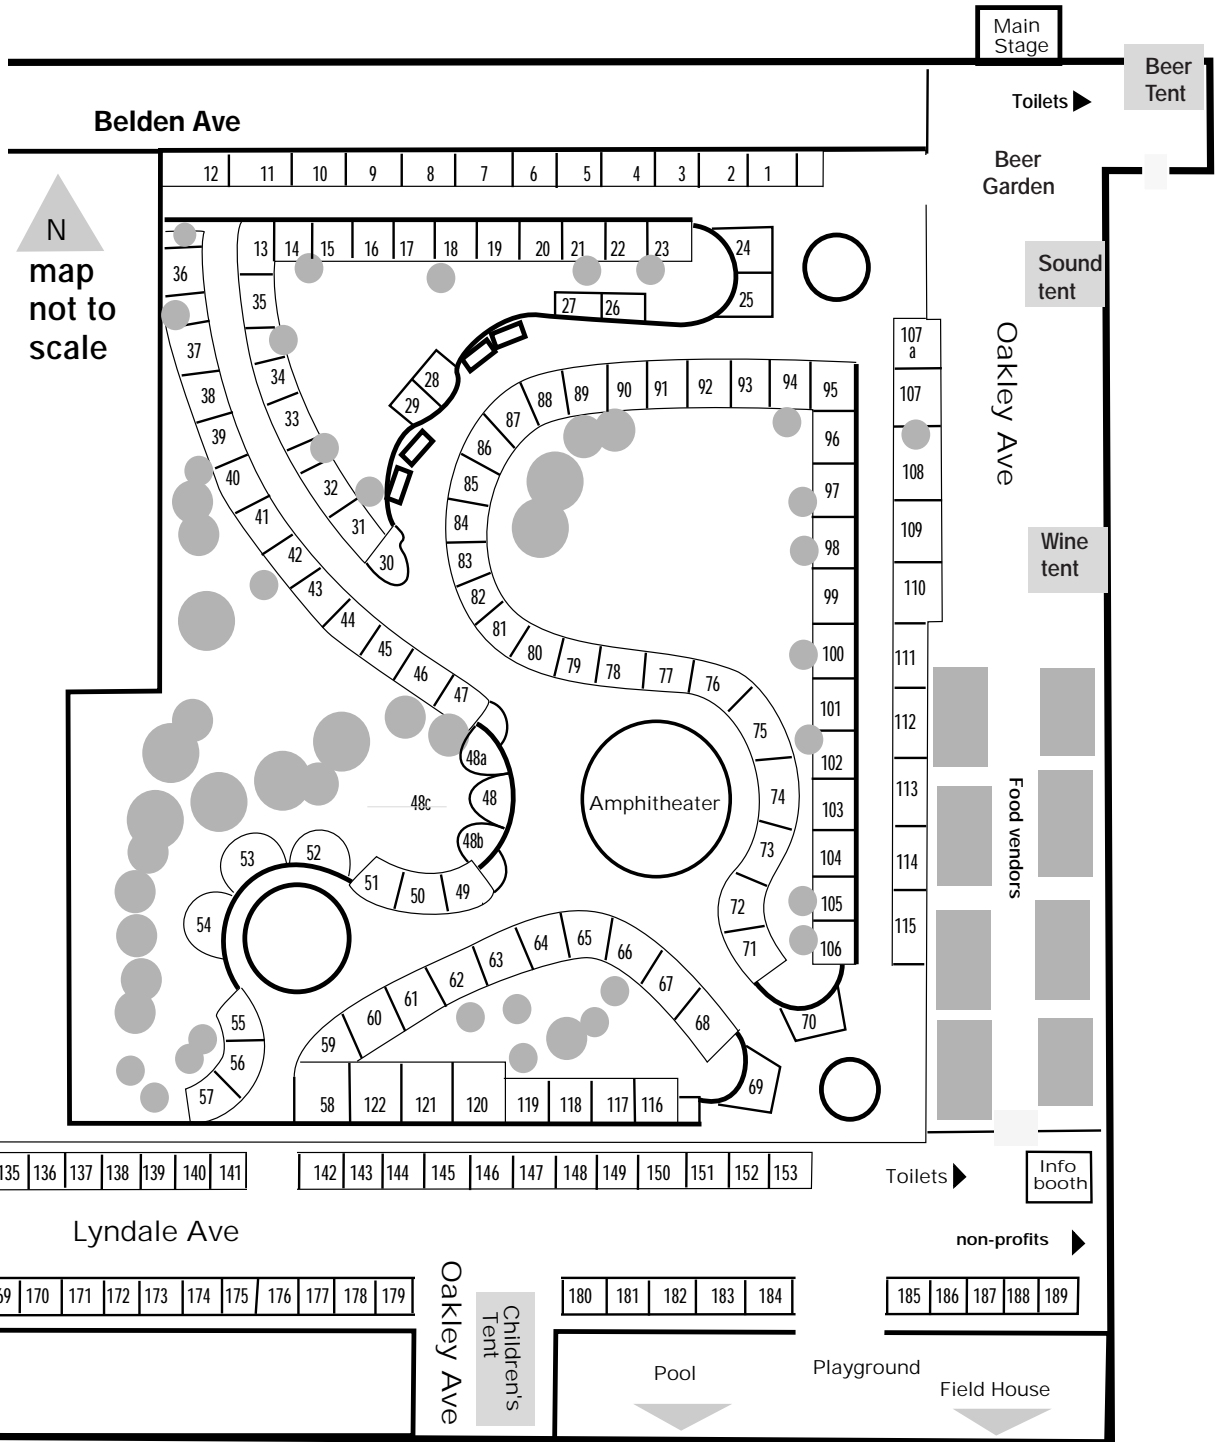 Main
Stage
Beer
Tent
Toilets
Belden Ave
Beer
Garden
12 11 10 9 8 7 6 5 4 3 2 1
N
map
not to
scale
13 14 15 16 17 18 19 20 21 22 23 24
25
26
27
28
29
30
31
32
33
34
35
36
37
38
39
40
41
42
43
44
45
46
47
48a
48
48b
48c
49
50
51
52
53
54
55
56
57
58
59
60
61
62
63
64
65
66
67
68
69
70
71
72
73
74
75
76
77
78
79
80
81
82
83
84
85
86
87
88
89
90
91
92
93
94
95
96
97
98
99
100
101
102
103
104
105
106
107
a
107
108
109
110
111
112
113
114
115
Sound
tent
Oakley Ave
Wine
tent
Food vendors
Amphitheater
122 121 120 119 118 117 116
135 136 137 138 139 140 141 142 143 144 145 146 147 148 149 150 151 152 153
Toilets
Info
booth
Lyndale Ave
non-profits
69 170 171 172 173 174 175 176 177 178 179 180 181 182 183 184 185 186 187 188 189
Oakley Ave
Children's
Tent
Pool
Playground
Field House